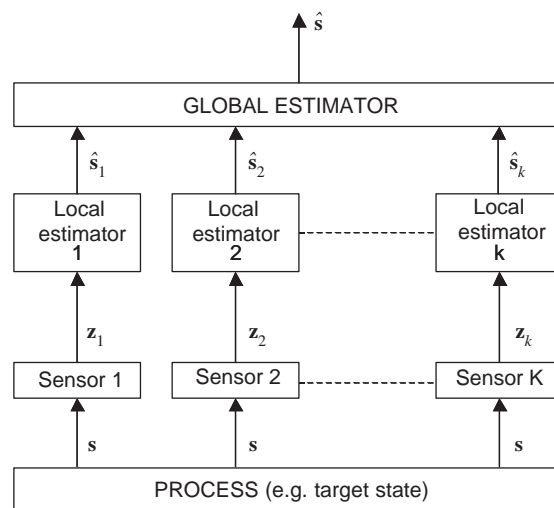 ŝ
GLOBAL ESTIMATOR
ŝ₁ ŝ₂ ŝₖ
Local estimator 1
Local estimator 2
Local estimator k
z₁ z₂ zₖ
Sensor 1 Sensor 2 Sensor K
s s s
PROCESS (e.g. target state)